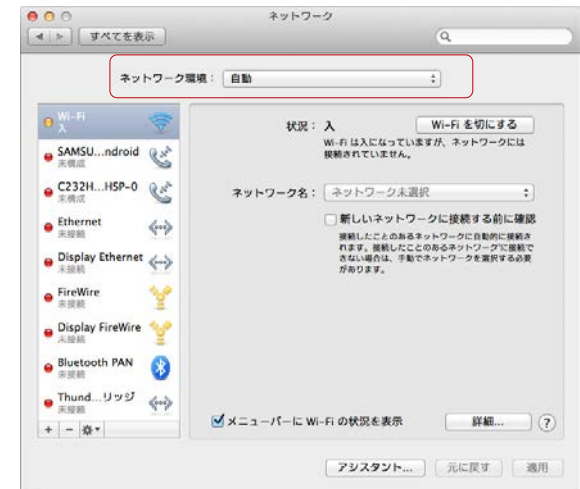 ネットワーク
すべてを表示
ネットワーク環境： 自動
Wi-Fi
入
SAMSU...ndroid
未構成
C232H...HSP-0
未構成
Ethernet
未接続
Display Ethernet
未接続
FireWire
未接続
Display FireWire
未接続
Bluetooth PAN
未接続
Thund...リッジ
未接続
状況： 入
Wi-Fi を切にする
Wi-Fi は入になっていますが、ネットワークには
接続されていません。
ネットワーク名： ネットワーク未選択
新しいネットワークに接続する前に確認
接続したことのあるネットワークに自動的に接続さ
れます。接続したことのあるネットワークに接続で
きない場合は、手動でネットワークを選択する必要
があります。
メニューバーに Wi-Fi の状況を表示
詳細...
?
アシスタント...
元に戻す
適用